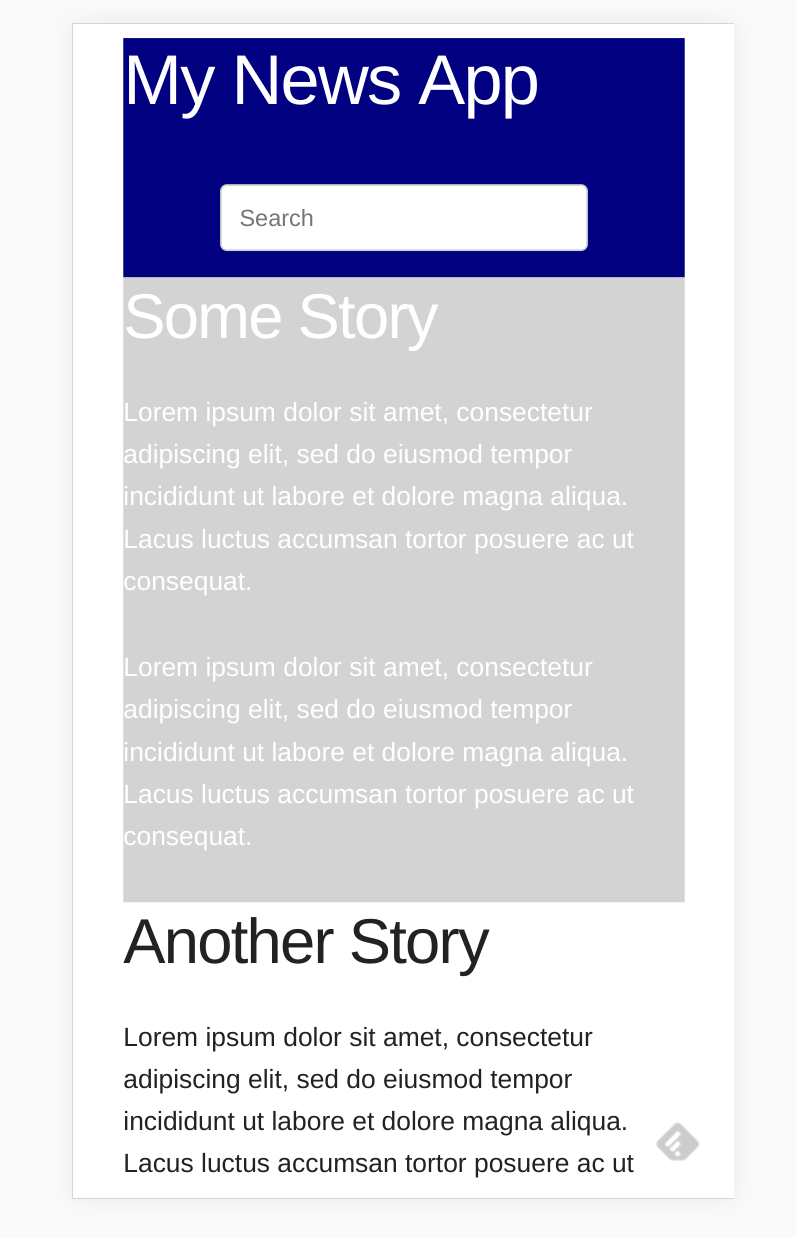 My News App
Search
Some Story
Lorem ipsum dolor sit amet, consectetur
adipiscing elit, sed do eiusmod tempor
incididunt ut labore et dolore magna aliqua.
Lacus luctus accumsan tortor posuere ac ut
consequat.
Lorem ipsum dolor sit amet, consectetur
adipiscing elit, sed do eiusmod tempor
incididunt ut labore et dolore magna aliqua.
Lacus luctus accumsan tortor posuere ac ut
consequat.
Another Story
Lorem ipsum dolor sit amet, consectetur
adipiscing elit, sed do eiusmod tempor
incididunt ut labore et dolore magna aliqua.
Lacus luctus accumsan tortor posuere ac ut